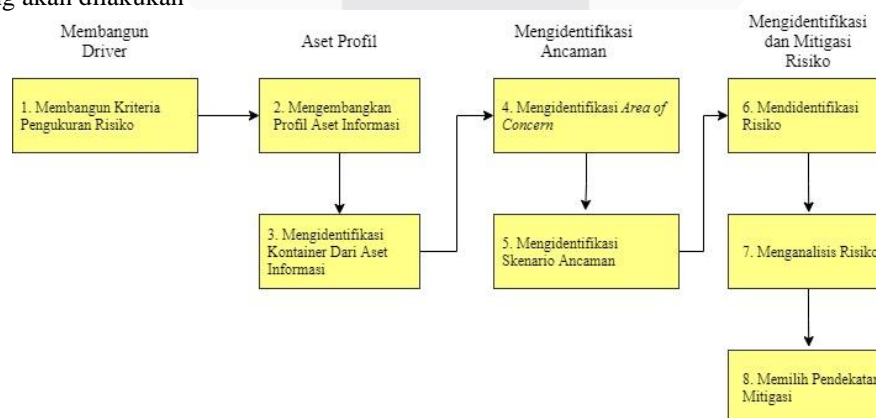 g akan dilakukan
Membangun
Driver
1. Membangun Kriteria
Pengukuran Risiko
Aset Profil
2. Mengembangkan
Profil Aset Informasi
3. Mengidentifikasi
Kontainer Dari Aset
Informasi
Mengidentifikasi
Ancaman
4. Mengidentifikasi Area of
Concern
5. Mengidentifikasi
Skenario Ancaman
Mengidentifikasi
dan Mitigasi
Risiko
6. Mendidentifikasi
Risiko
7. Menganalisis Risiko
8. Memilih Pendekatan
Mitigasi